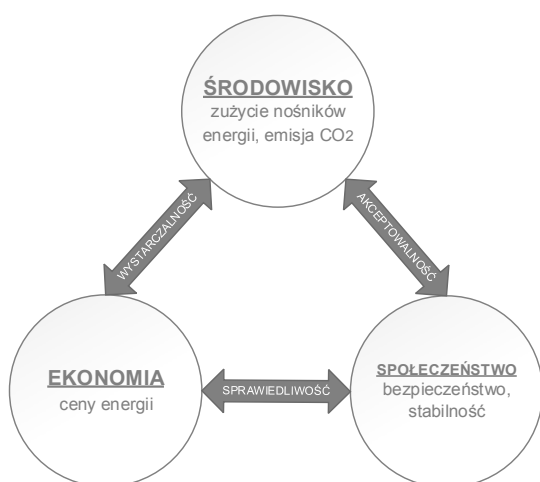 ŚRODOWISKO
zużycie nośników
energii, emisja CO2
WYSTARCZALNOŚĆ
AKCEPTOWALNOŚĆ
EKONOMIA
ceny energii
SPRAWIEDLIWOŚĆ
SPOŁECZEŃSTWO
bezpieczeństwo,
stabilność